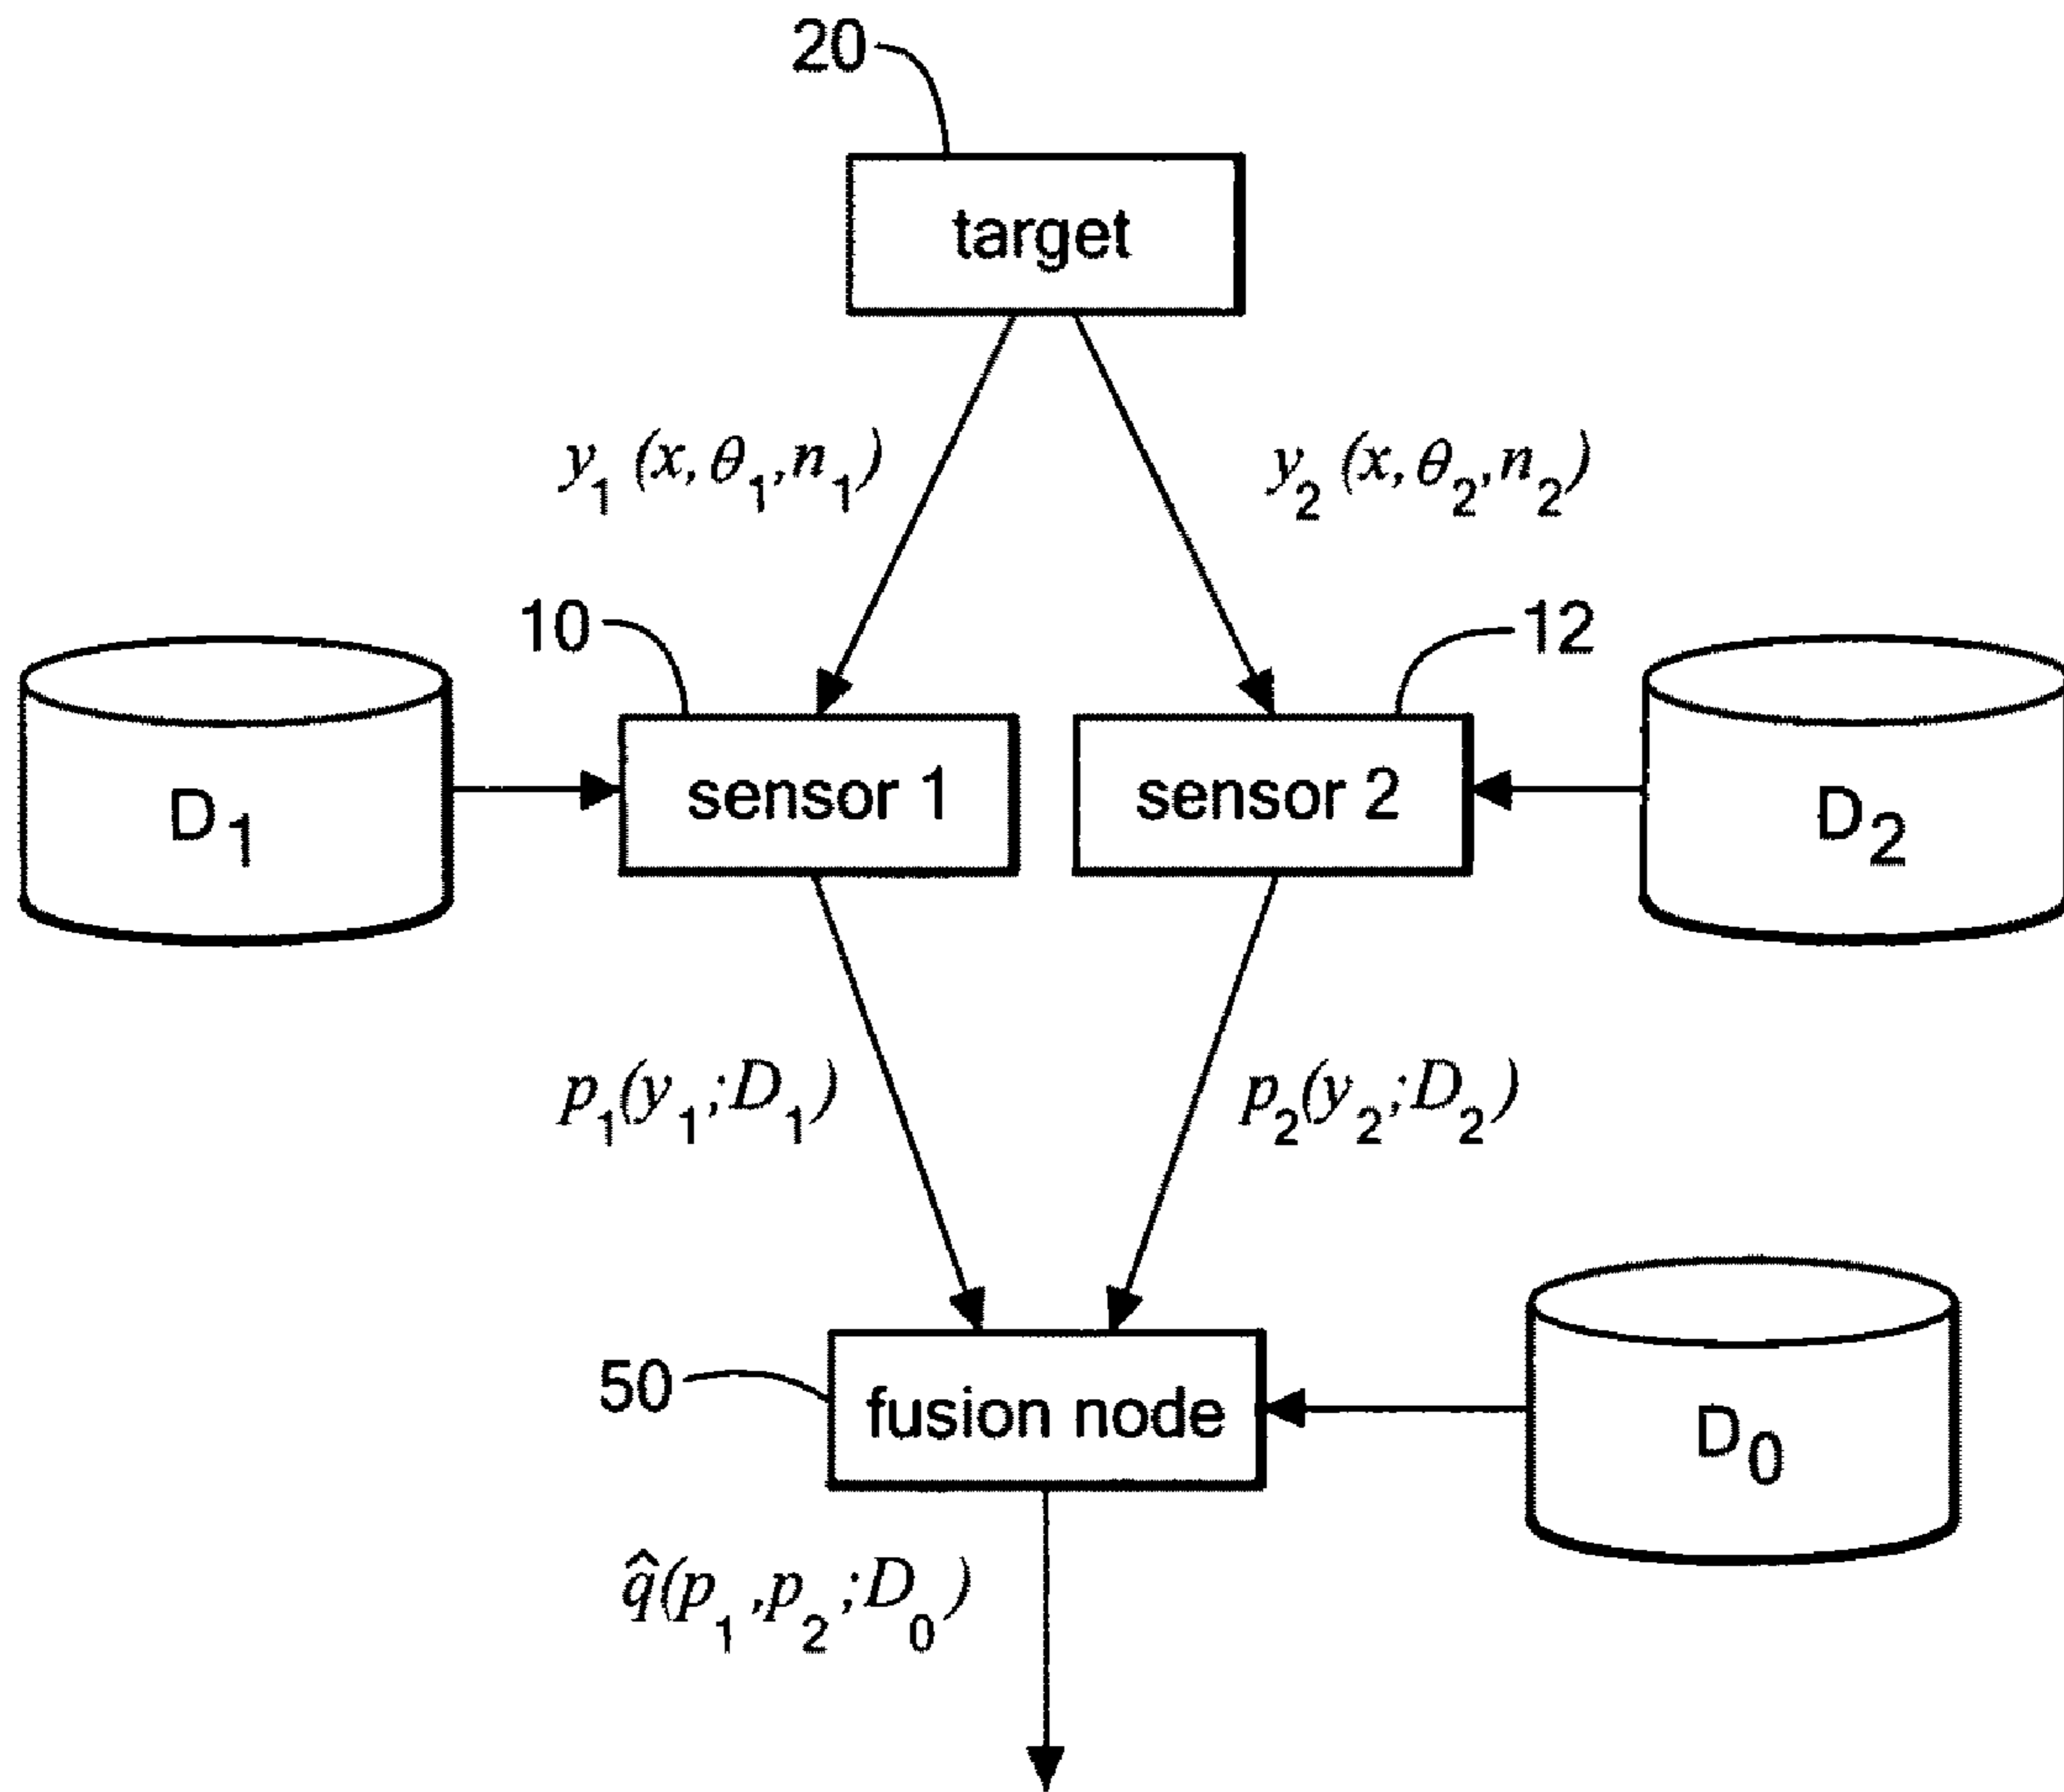 20
target
y₁(x,θ₁,n₁)
y₂(x,θ₂,n₂)
10
12
D₁
sensor 1
sensor 2
D₂
p₁(y₁;D₁)
p₂(y₂;D₂)
50
fusion node
D₀
q̂(p₁,p₂;D₀)